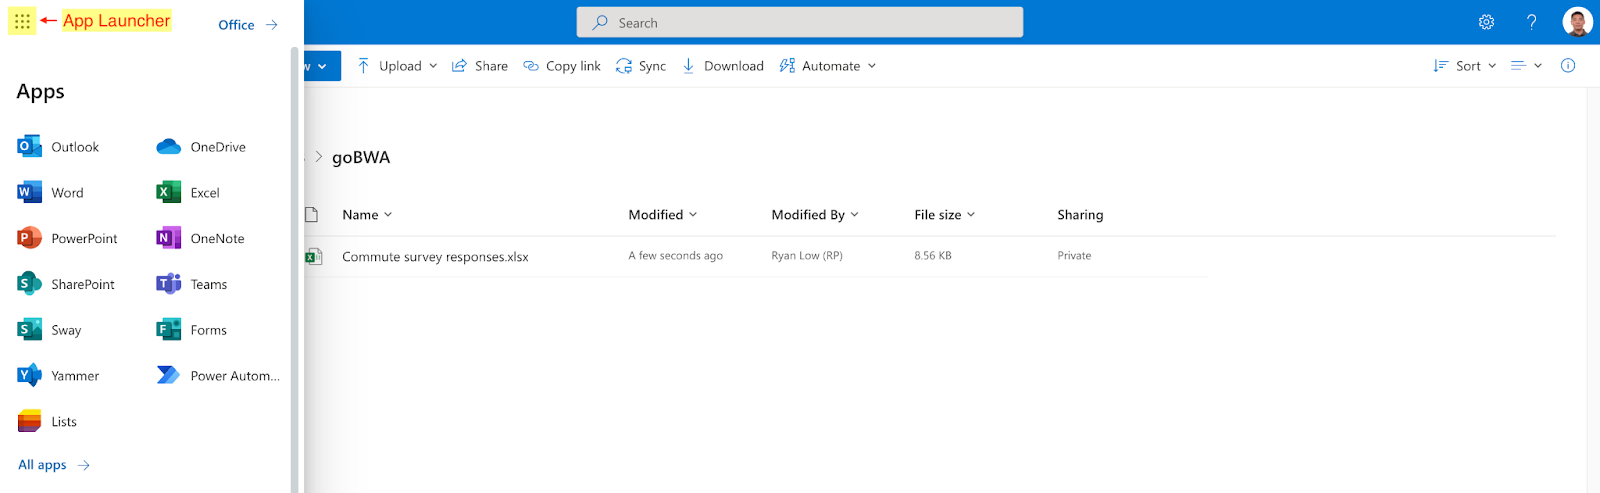 App Launcher
Office
Search
w
Upload
Share
Copy link
Sync
Download
Automate
Sort
Apps
Outlook
OneDrive
Word
Excel
PowerPoint
OneNote
SharePoint
Teams
Sway
Forms
Yammer
Power Autom...
Lists
All apps
goBWA
Name
Modified
Modified By
File size
Sharing
Commute survey responses.xlsx
A few seconds ago
Ryan Low (RP)
8.56 KB
Private